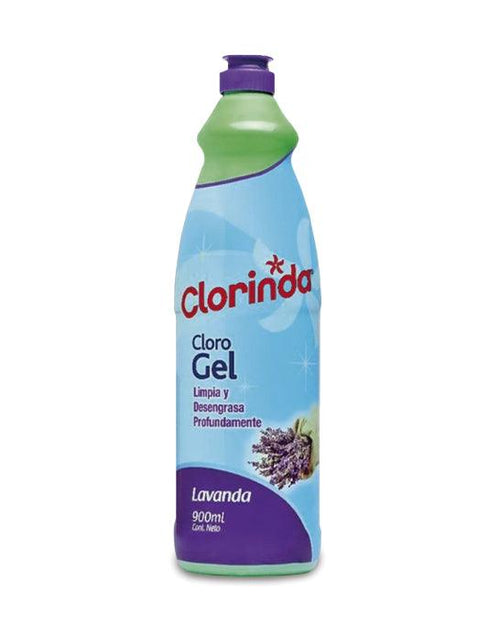 Clorinda
Cloro
Gel
Limpia y
Desengrasa
Profundamente
Lavanda
900ml
Cont. Neto